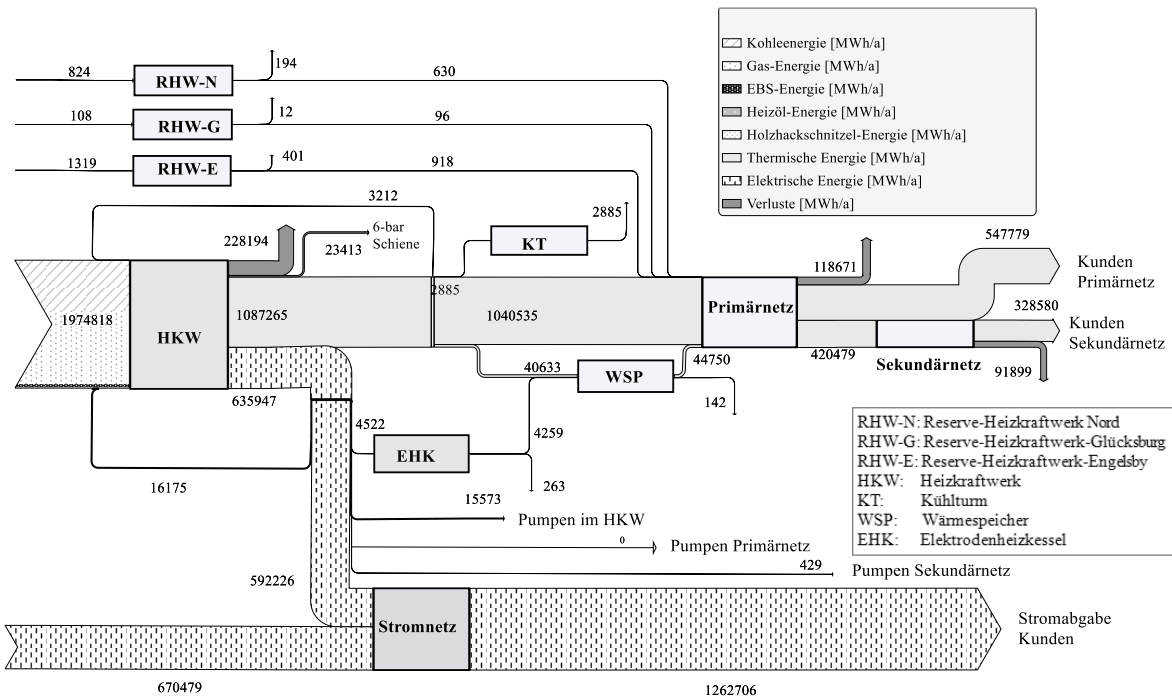 Kohleenergie [MWh/a]
Gas-Energie [MWh/a]
EBS-Energie [MWh/a]
Heizöl-Energie [MWh/a]
Holzhackschnitzel-Energie [MWh/a]
Thermische Energie [MWh/a]
Elektrische Energie [MWh/a]
Verluste [MWh/a]
824
RHW-N
194
630
108
RHW-G
12
96
1319
RHW-E
401
918
3212
228194
6-bar
Schiene
23413
KT
2885
118671
547779
Kunden
Primärnetz
1974818
HKW
1087265
2885
1040535
Primärnetz
328580
Kunden
Sekundärnetz
420479
Sekundärnetz
91899
44750
40633
WSP
142
635947
4522
EHK
4259
263
16175
15573
Pumpen im HKW
0
Pumpen Primärnetz
429
Pumpen Sekundärnetz
RHW-N: Reserve-Heizkraftwerk Nord
RHW-G: Reserve-Heizkraftwerk-Glücksburg
RHW-E: Reserve-Heizkraftwerk-Engelsby
HKW: Heizkraftwerk
KT: Kühlturm
WSP: Wärmespeicher
EHK: Elektrodenheizkessel
592226
Stromnetz
Stromabgabe
Kunden
670479
1262706